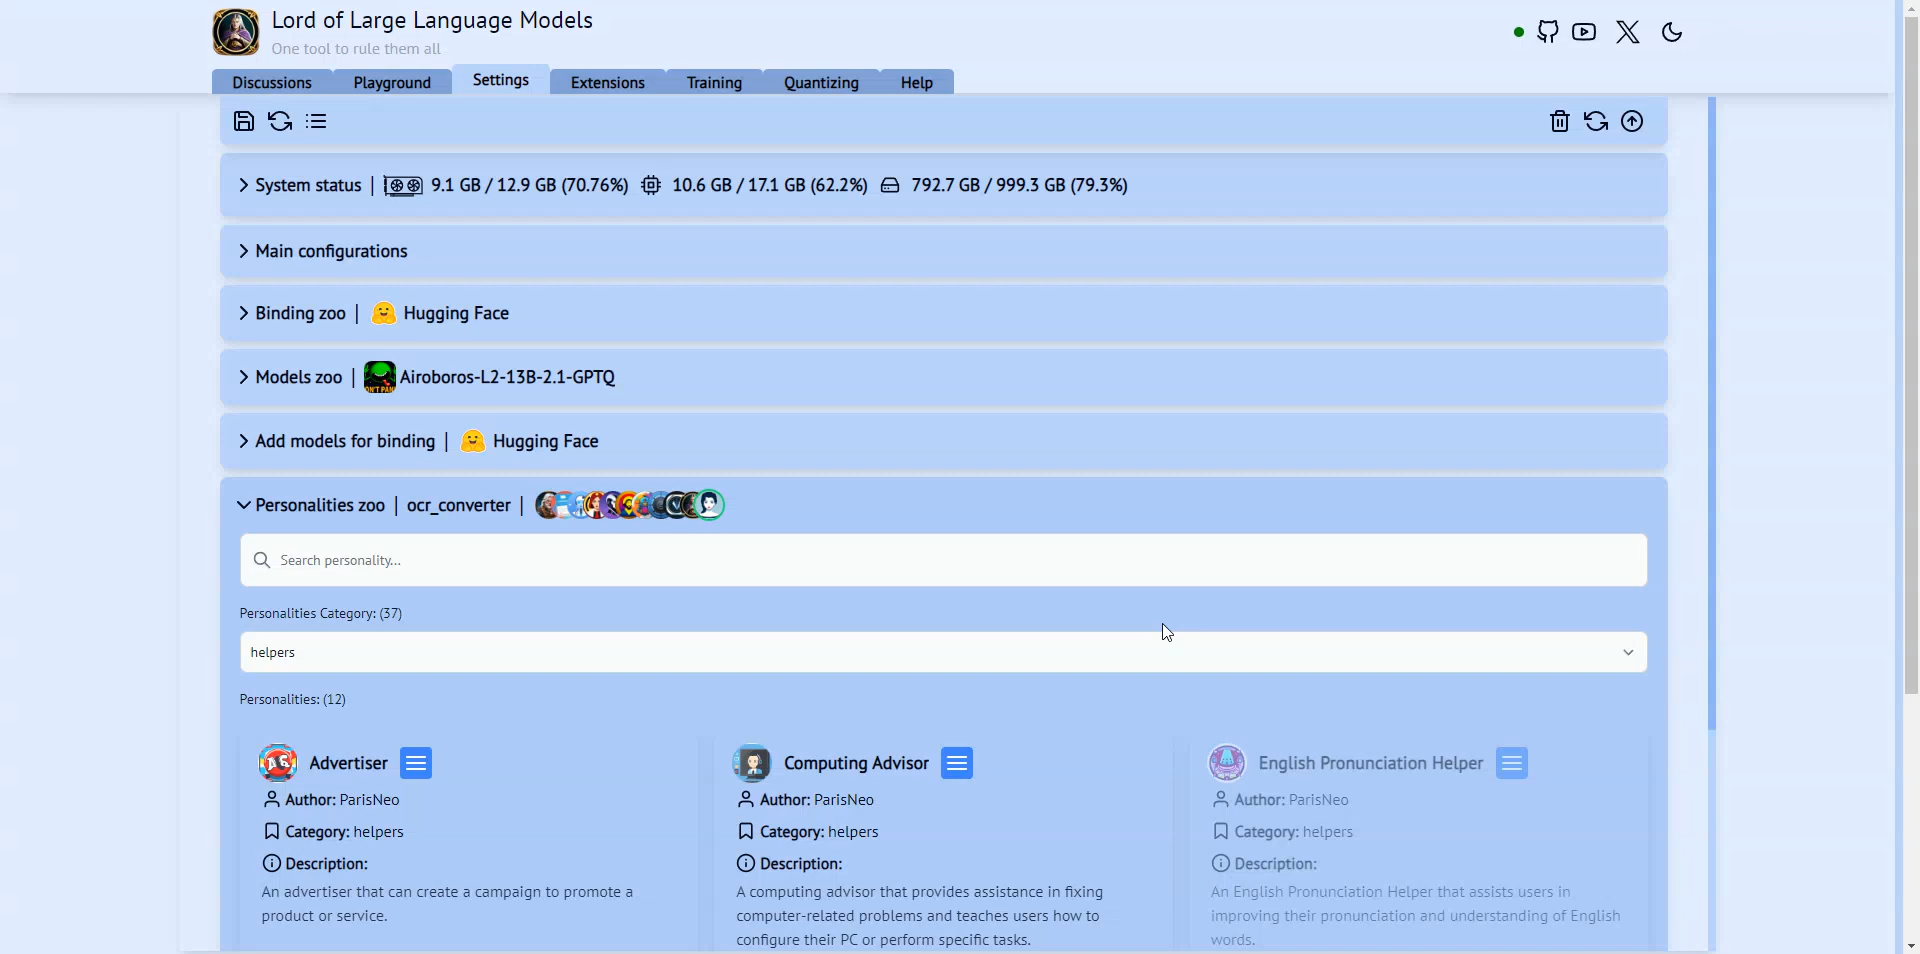 Lord of Large Language Models
One tool to rule them all
Discussions Playground Settings Extensions Training Quantizing Help
System status | 9.1 GB / 12.9 GB (70.76%) 10.6 GB / 17.1 GB (62.2%) 792.7 GB / 999.3 GB (79.3%)
Main configurations
Binding zoo | Hugging Face
Models zoo | Airoboros-L2-13B-2.1-GPTQ
Add models for binding | Hugging Face
Personalities zoo | ocr_converter |
Search personality...
Personalities Category: (37)
helpers
Personalities: (12)
Advertiser
Author: ParisNeo
Category: helpers
Description:
An advertiser that can create a campaign to promote a
product or service.
Computing Advisor
Author: ParisNeo
Category: helpers
Description:
A computing advisor that provides assistance in fixing
computer-related problems and teaches users how to
configure their PC or perform specific tasks.
English Pronunciation Helper
Author: ParisNeo
Category: helpers
Description:
An English Pronunciation Helper that assists users in
improving their pronunciation and understanding of English
words.